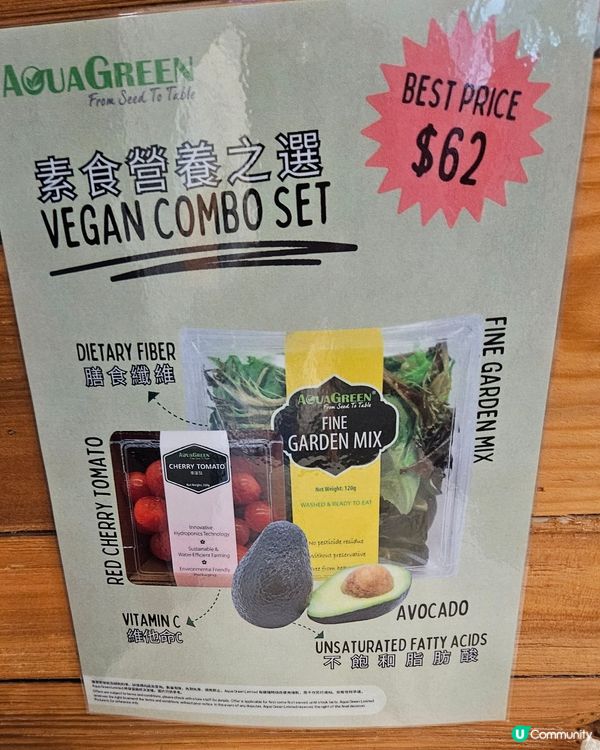 AQUAGREEN
From Seed To Table
BEST PRICE
$62
素食營養之選
VEGAN COMBO SET
DIETARY FIBER
膳食纖維
FINE GARDEN MIX
AQUAGREEN®
From Seed To Table
FINE
GARDEN MIX
Net Weight: 120g
WASHED & READY TO EAT
No pesticide residue
Without preservative
RED CHERRY TOMATO
AQUAGREEN
CHERRY TOMATO
Innovative
Hydroponics Technology
Sustainable &
Water-Efficient Farming
Environmental Friendly
Packaging
AVOCADO
VITAMIN C
維他命C
UNSATURATED FATTY ACIDS
不飽和脂肪酸
U Community